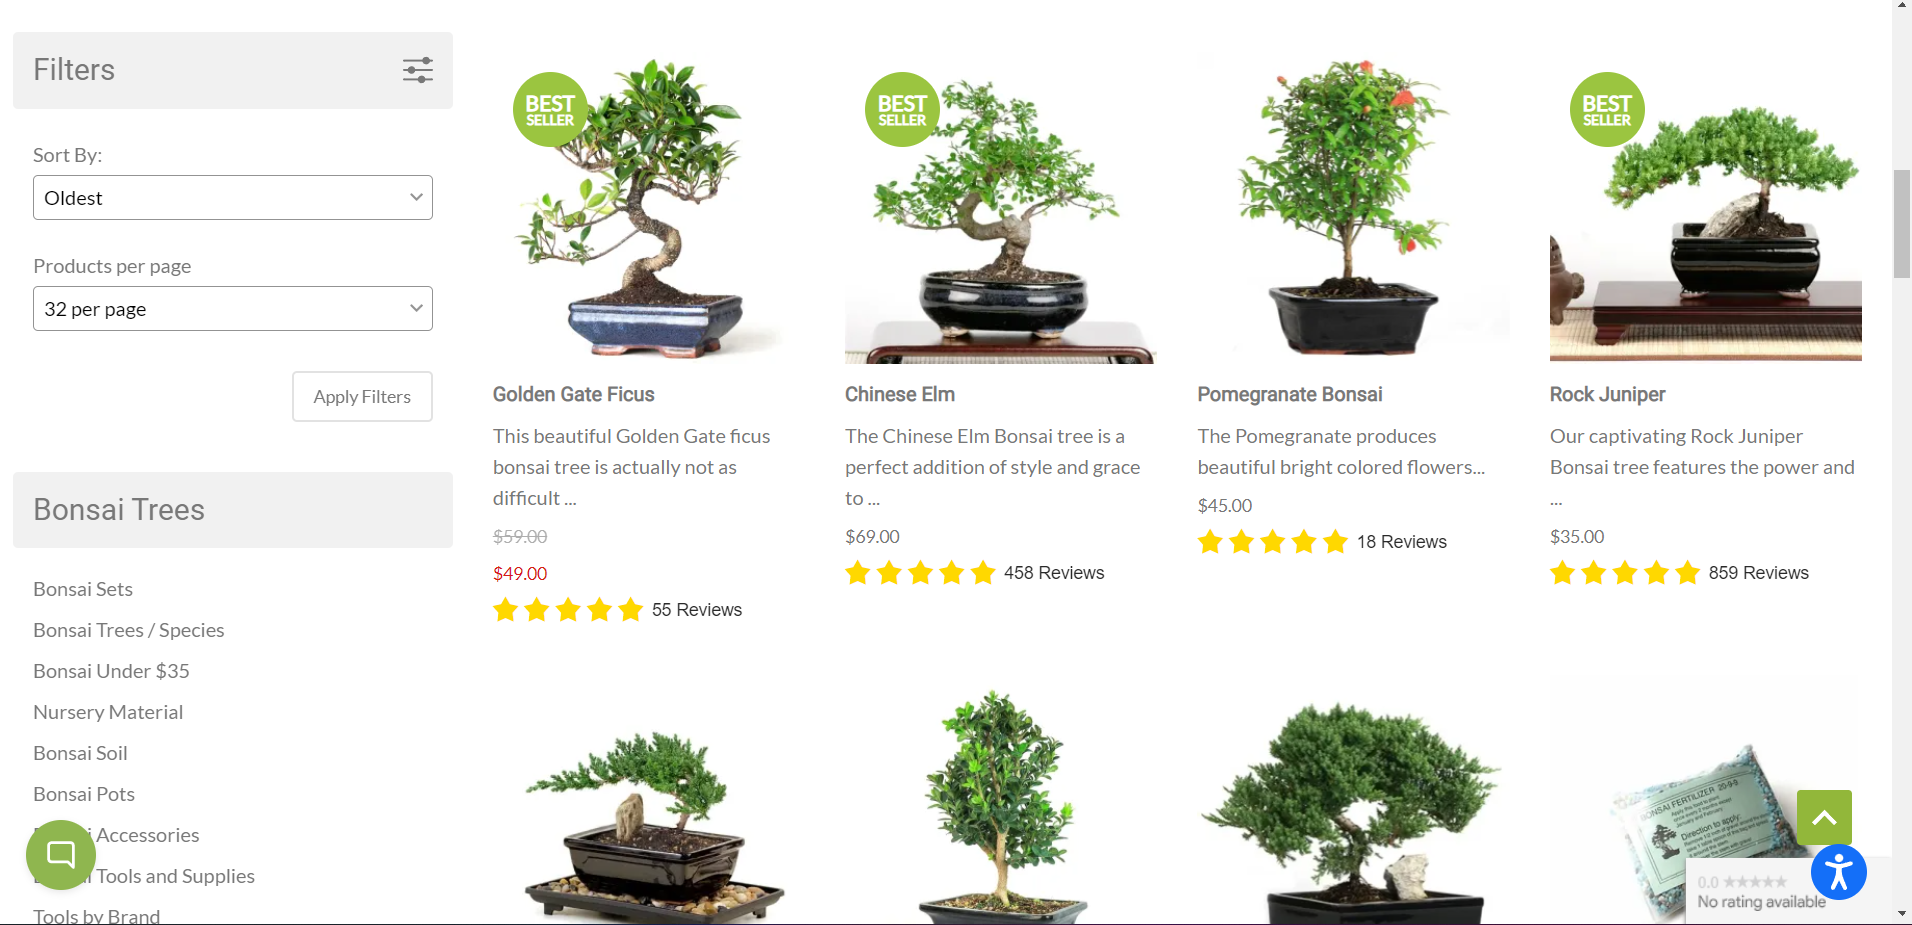 Filters
Sort By:
Oldest
Products per page
32 per page
Apply Filters
Bonsai Trees
Bonsai Sets
Bonsai Trees / Species
Bonsai Under $35
Nursery Material
Bonsai Soil
Bonsai Pots
Accessories
Tools and Supplies
Tools by Brand
BEST
SELLER
Golden Gate Ficus
This beautiful Golden Gate ficus
bonsai tree is actually not as
difficult ...
$59.00
$49.00
55 Reviews
BEST
SELLER
Chinese Elm
The Chinese Elm Bonsai tree is a
perfect addition of style and grace
to ...
$69.00
458 Reviews
Pomegranate Bonsai
The Pomegranate produces
beautiful bright colored flowers...
$45.00
18 Reviews
BEST
SELLER
Rock Juniper
Our captivating Rock Juniper
Bonsai tree features the power and
...
$35.00
859 Reviews
BONSAI FERTILIZER 20-9-9
Direction to apply:
0.0
No rating available